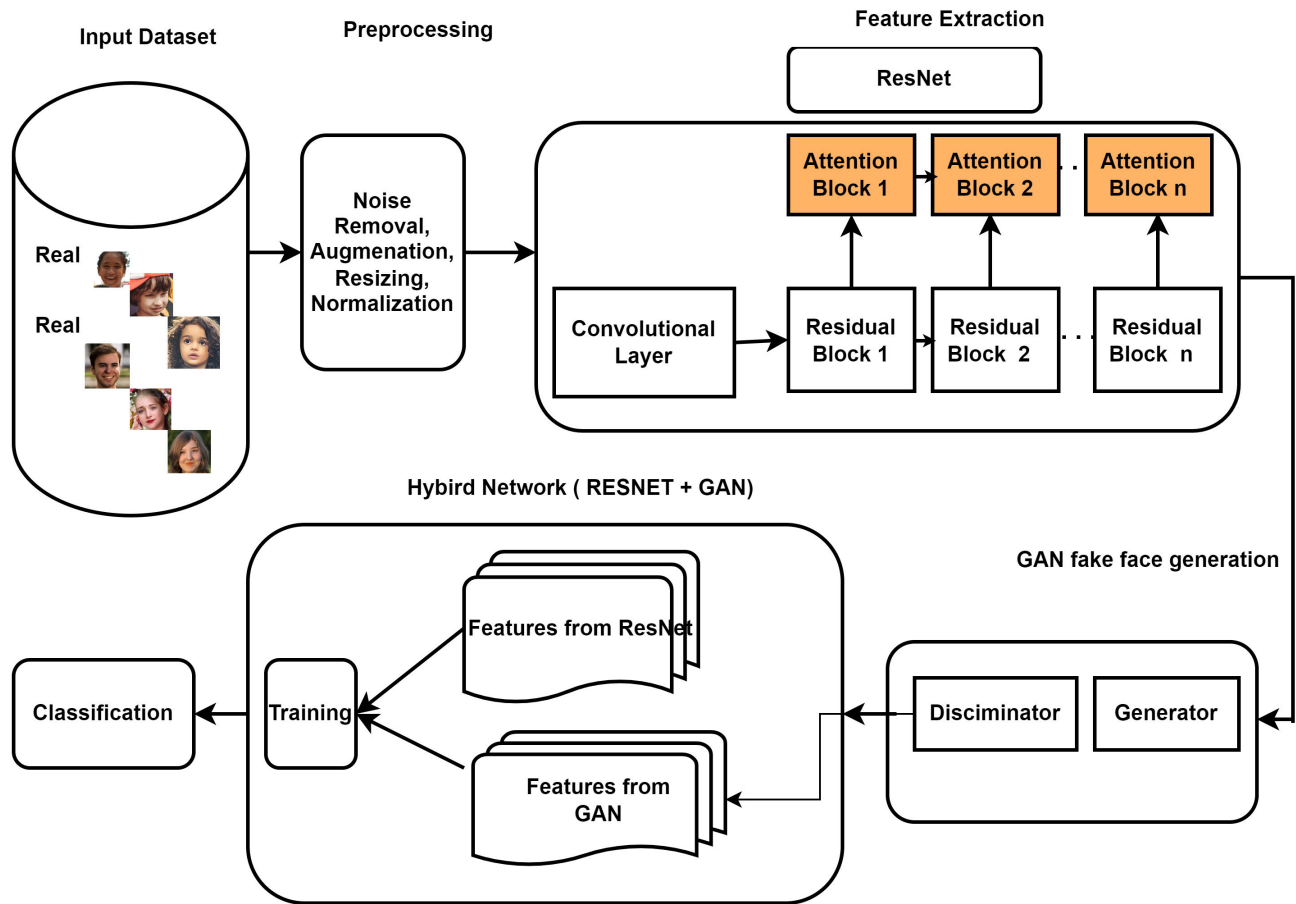 Input Dataset
Preprocessing
Feature Extraction
ResNet
Real
Real
Noise
Removal,
Augmenation,
Resizing,
Normalization
Attention
Block 1
Attention
Block 2
. .
Attention
Block n
Convolutional
Layer
Residual
Block 1
Residual
Block 2
. . .
Residual
Block n
Hybird Network ( RESNET + GAN)
GAN fake face generation
Features from ResNet
Features from
GAN
Training
Classification
Disciminator
Generator